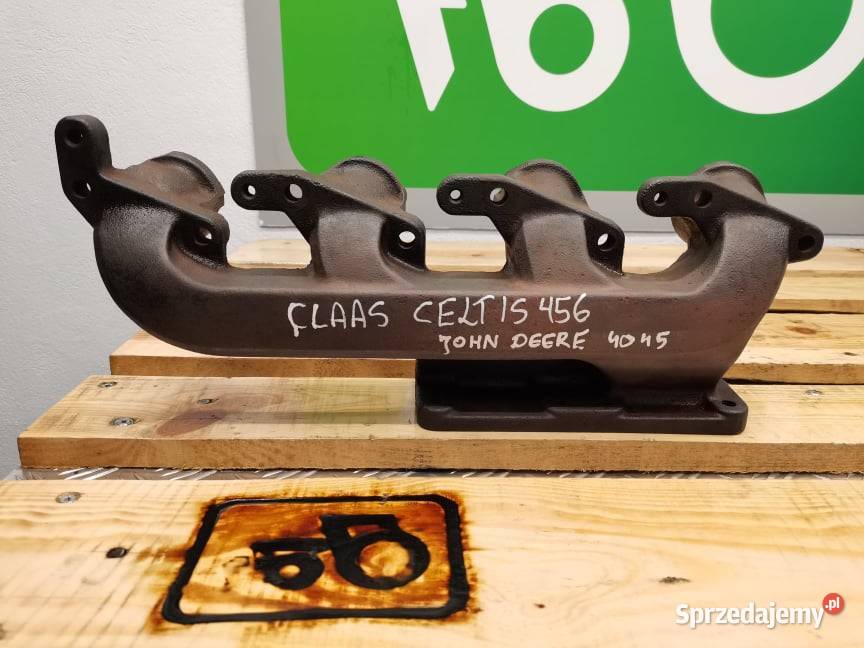 CLAAS CELTIS 456
JOHN DEERE 4045
Sprzedajemy.pl